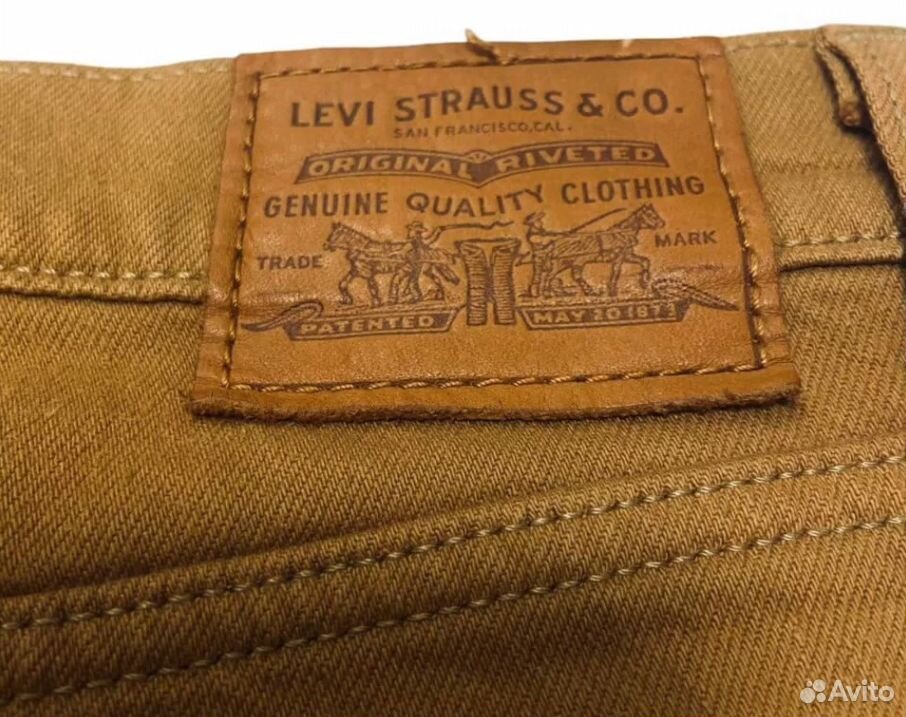 LEVI STRAUSS & CO.
SAN FRANCISCO, CAL.
ORIGINAL RIVETED
GENUINE QUALITY CLOTHING
TRADE MARK
PATENTED MAY 20 1873
Avito